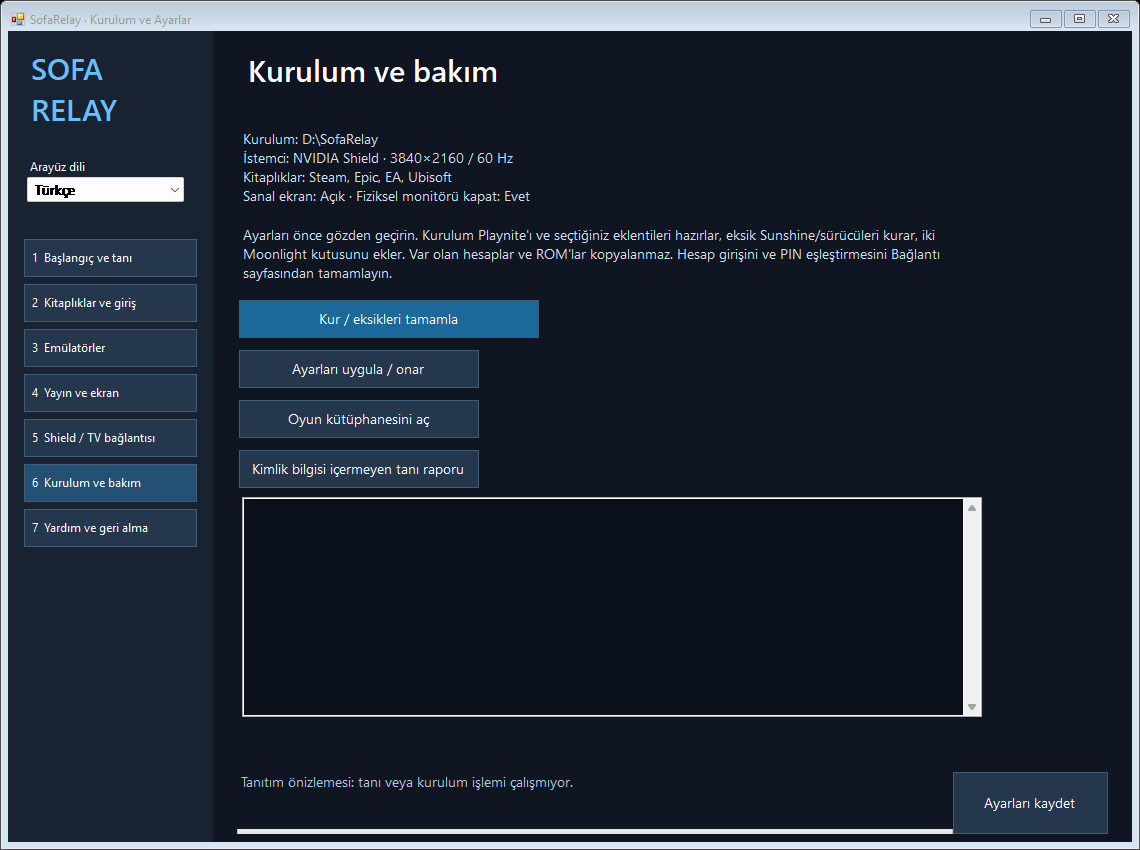 SofaRelay · Kurulum ve Ayarlar
SOFA
RELAY
Arayüz dili
Türkçe
1 Başlangıç ve tanı
2 Kitaplıklar ve giriş
3 Emülatörler
4 Yayın ve ekran
5 Shield / TV bağlantısı
6 Kurulum ve bakım
7 Yardım ve geri alma
Kurulum ve bakım
Kurulum: D:\SofaRelay
İstemci: NVIDIA Shield · 3840×2160 / 60 Hz
Kitaplıklar: Steam, Epic, EA, Ubisoft
Sanal ekran: Açık · Fiziksel monitörü kapat: Evet
Ayarları önce gözden geçirin. Kurulum Playnite'ı ve seçtiğiniz eklentileri hazırlar, eksik Sunshine/sürücüleri kurar, iki
Moonlight kutusunu ekler. Var olan hesaplar ve ROM'lar kopyalanmaz. Hesap girişini ve PIN eşleştirmesini Bağlantı
sayfasından tamamlayın.
Kur / eksikleri tamamla
Ayarları uygula / onar
Oyun kütüphanesini aç
Kimlik bilgisi içermeyen tanı raporu
Tanıtım önizlemesi: tanı veya kurulum işlemi çalışmıyor.
Ayarları kaydet